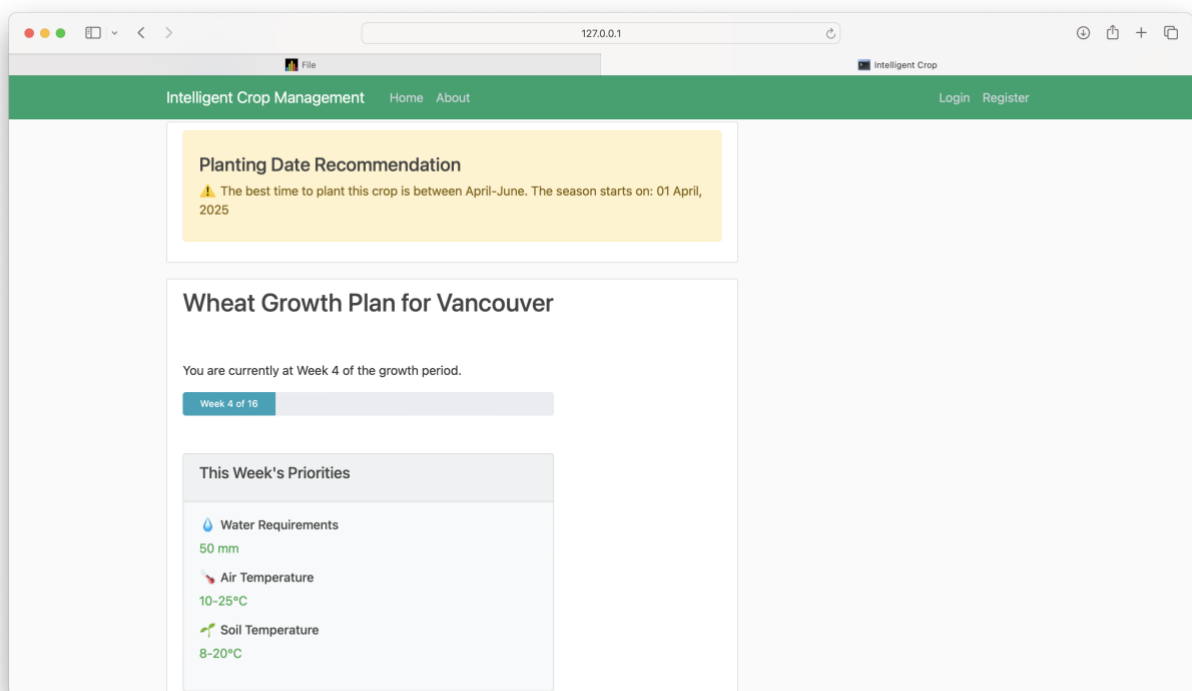 127.0.0.1
File
Intelligent Crop
Intelligent Crop Management
Home
About
Login
Register
Planting Date Recommendation
⚠️ The best time to plant this crop is between April-June. The season starts on: 01 April,
2025
Wheat Growth Plan for Vancouver
You are currently at Week 4 of the growth period.
Week 4 of 16
This Week's Priorities
💧 Water Requirements
50 mm
🌡️ Air Temperature
10-25°C
🌱 Soil Temperature
8-20°C